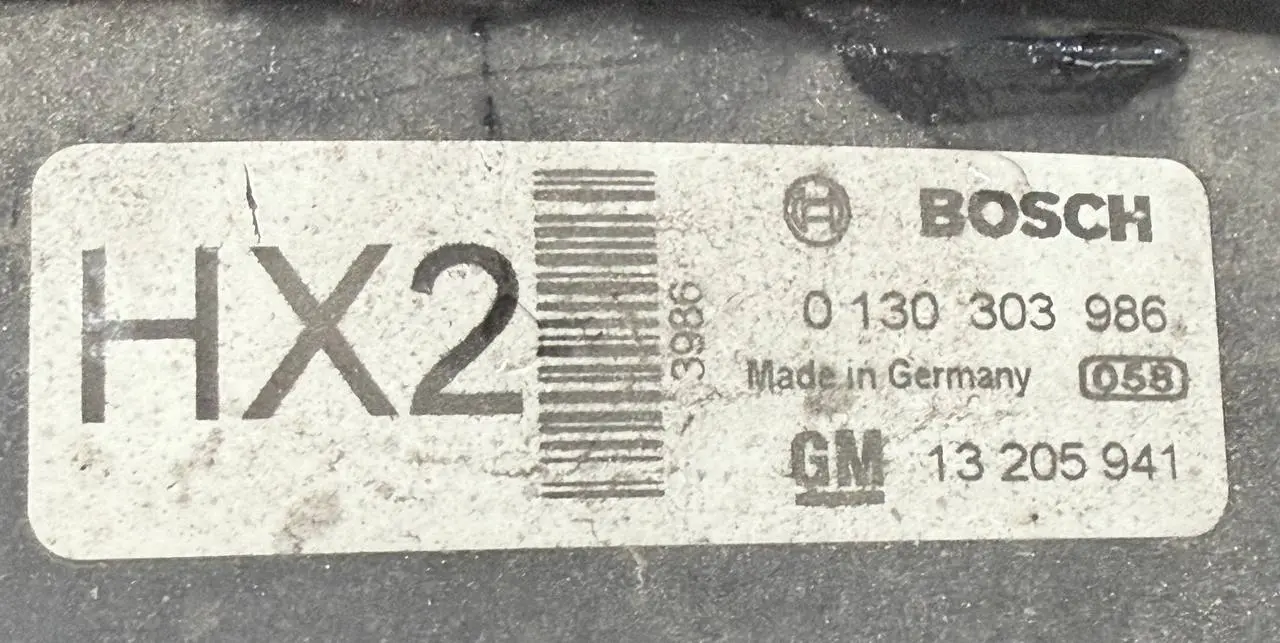 HX2
3986
BOSCH
0 130 303 986
Made in Germany 058
GM 13 205 941